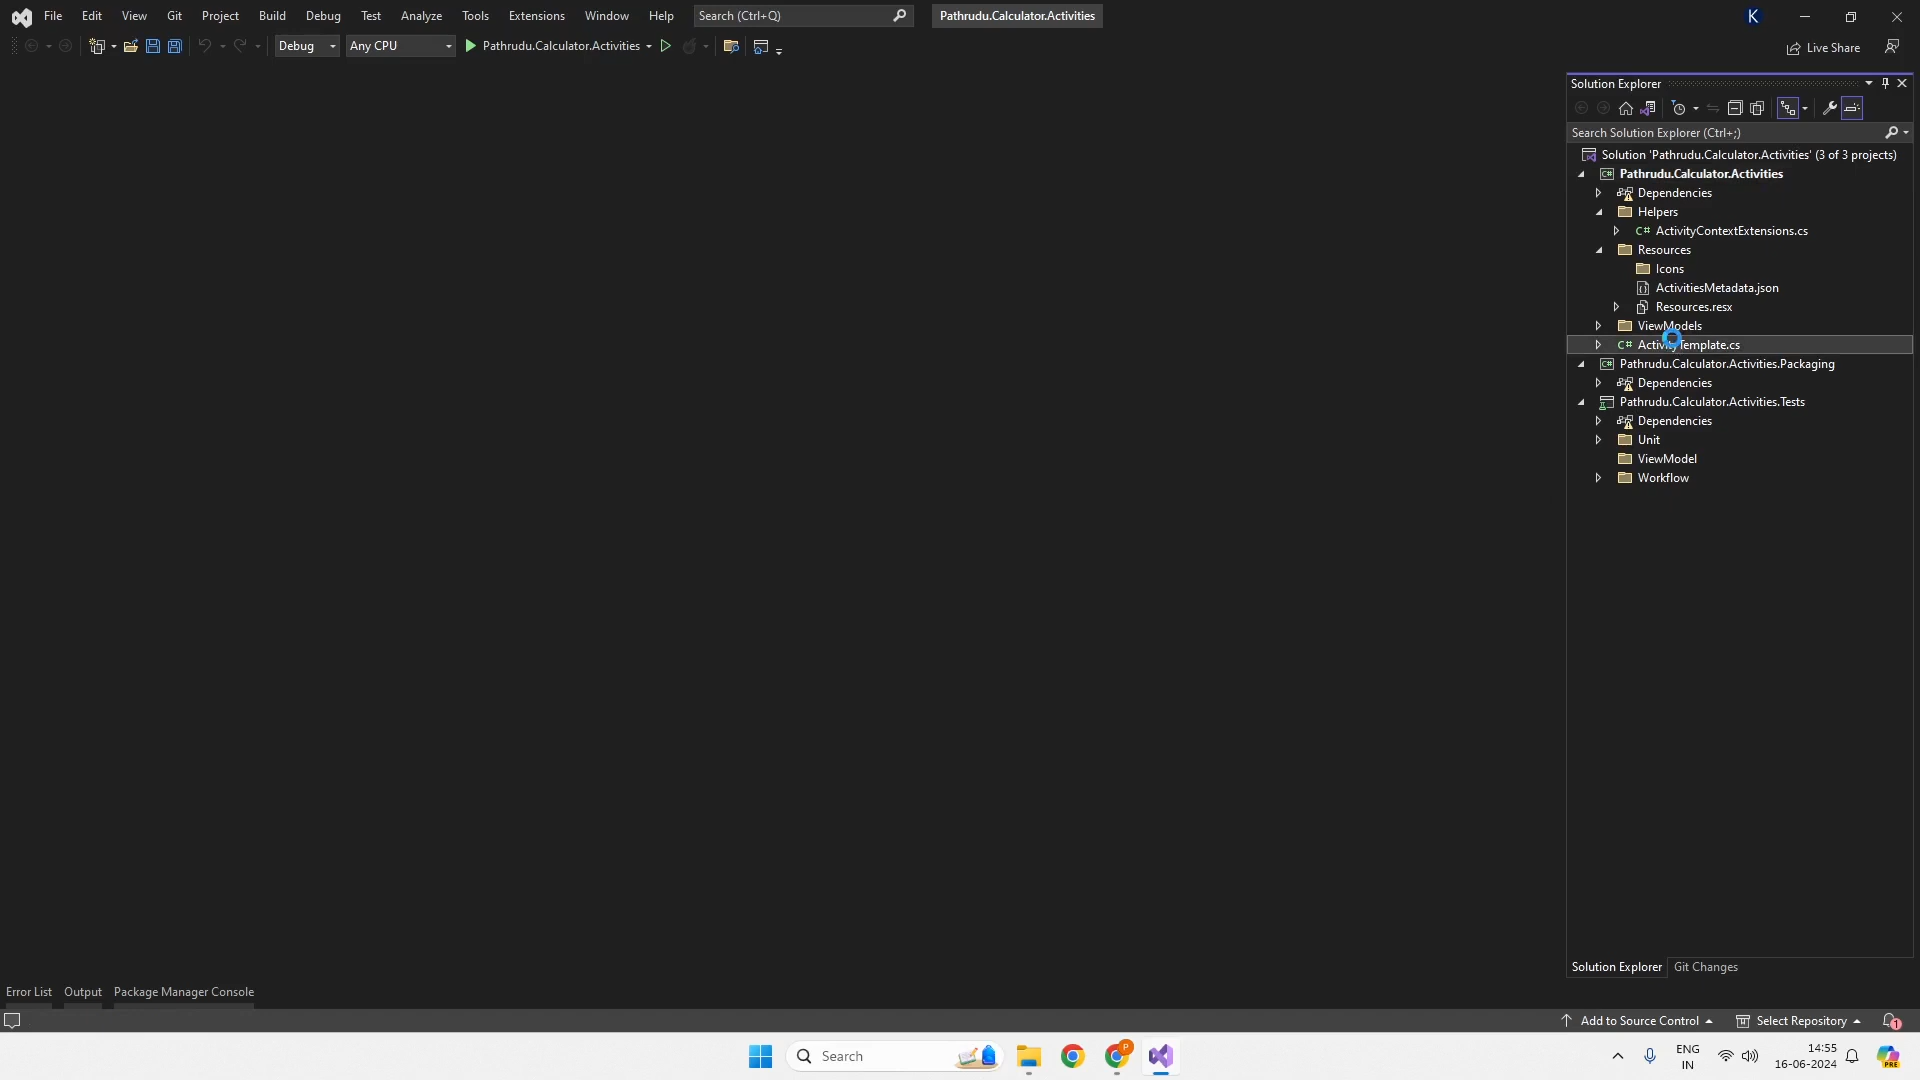 File Edit View Git Project Build Debug Test Analyze Tools Extensions Window Help Search (Ctrl+Q) Pathrudu.Calculator.Activities K
Debug Any CPU Pathrudu.Calculator.Activities Live Share
Solution Explorer
Search Solution Explorer (Ctrl+;)
Solution 'Pathrudu.Calculator.Activities' (3 of 3 projects)
C# Pathrudu.Calculator.Activities
Dependencies
Helpers
C# ActivityContextExtensions.cs
Resources
Icons
ActivitiesMetadata.json
Resources.resx
ViewModels
C# ActivityTemplate.cs
C# Pathrudu.Calculator.Activities.Packaging
Dependencies
Pathrudu.Calculator.Activities.Tests
Dependencies
Unit
ViewModel
Workflow
Solution Explorer Git Changes
Error List Output Package Manager Console
Add to Source Control Select Repository 1
Search P ENG 14:55
IN 16-06-2024 PRE